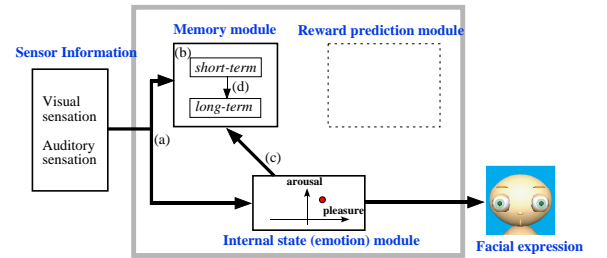 Memory module
Reward prediction module
Sensor Information
(b)
short-term
(d)
long-term
Visual
sensation
Auditory
sensation
(a)
(c)
arousal
pleasure
Internal state (emotion) module
Facial expression